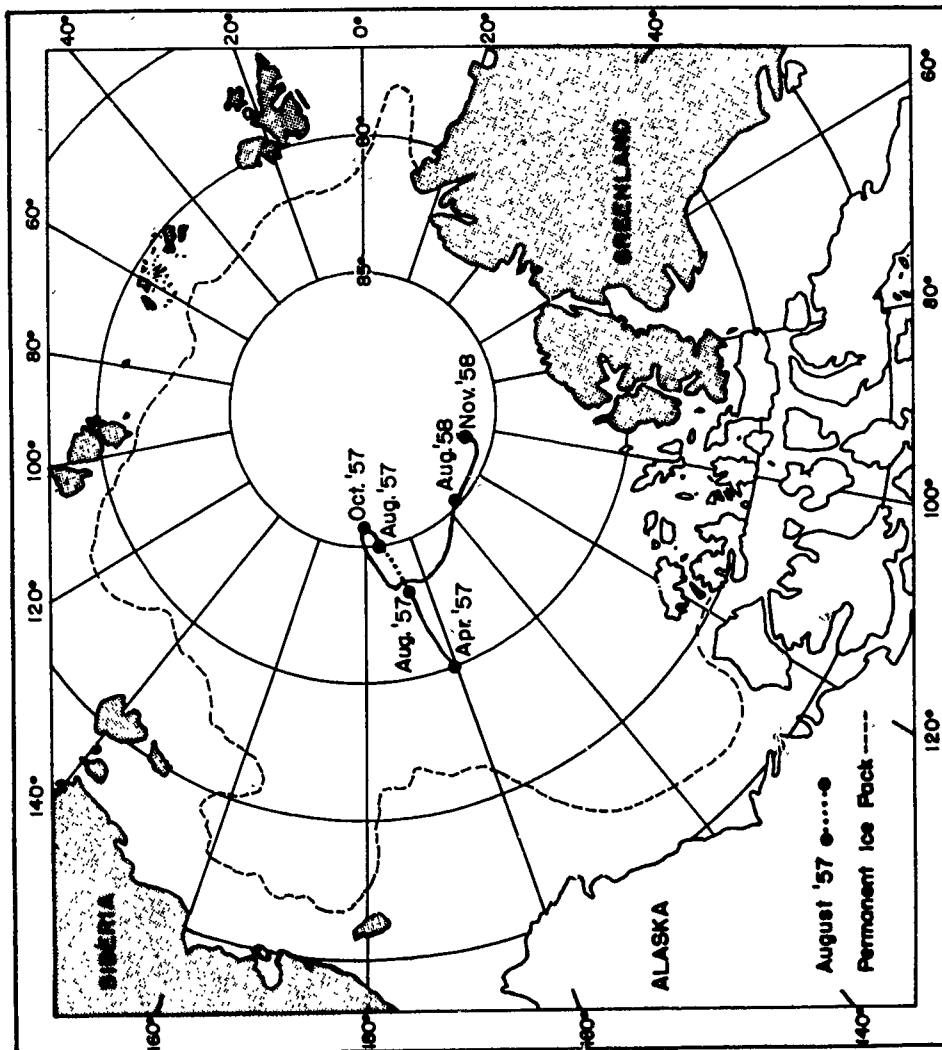 40°
20°
0°
20°
40°
60°
60°
80°
100°
120°
140°
80°
85°
GREENLAND
Nov. '58
Aug. '58
Oct. '57
Aug. '57
Aug. '57
Apr. '57
80°
100°
120°
SIBERIA
160°
180°
160°
140°
ALASKA
August '57
Permanent Ice Pack